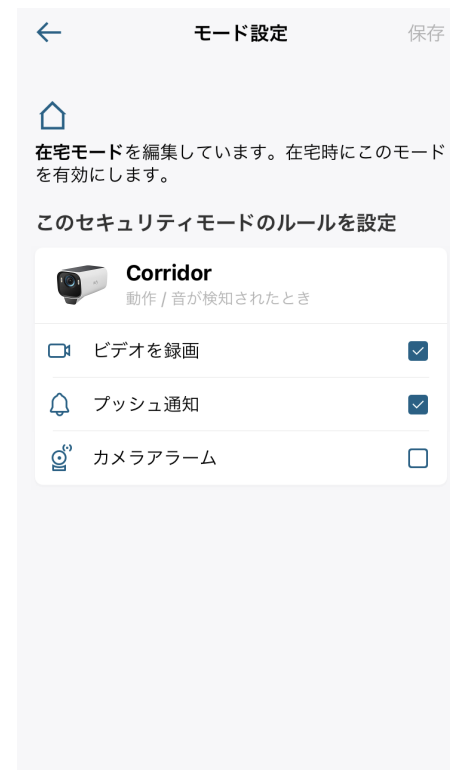 モード設定
保存
在宅モードを編集しています。在宅時にこのモード
を有効にします。
このセキュリティモードのルールを設定
Corridor
動作 / 音が検知されたとき
ビデオを録画
プッシュ通知
カメラアラーム